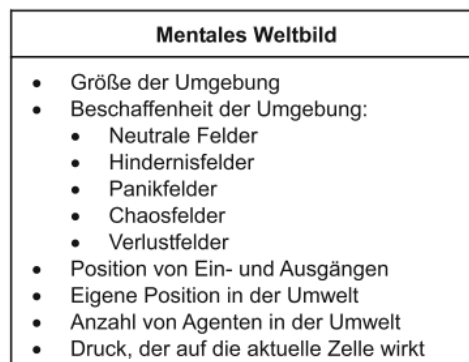 Mentales Weltbild
• Größe der Umgebung
• Beschaffenheit der Umgebung:
• Neutrale Felder
• Hindernisfelder
• Panikfelder
• Chaosfelder
• Verlustfelder
• Position von Ein- und Ausgängen
• Eigene Position in der Umwelt
• Anzahl von Agenten in der Umwelt
• Druck, der auf die aktuelle Zelle wirkt